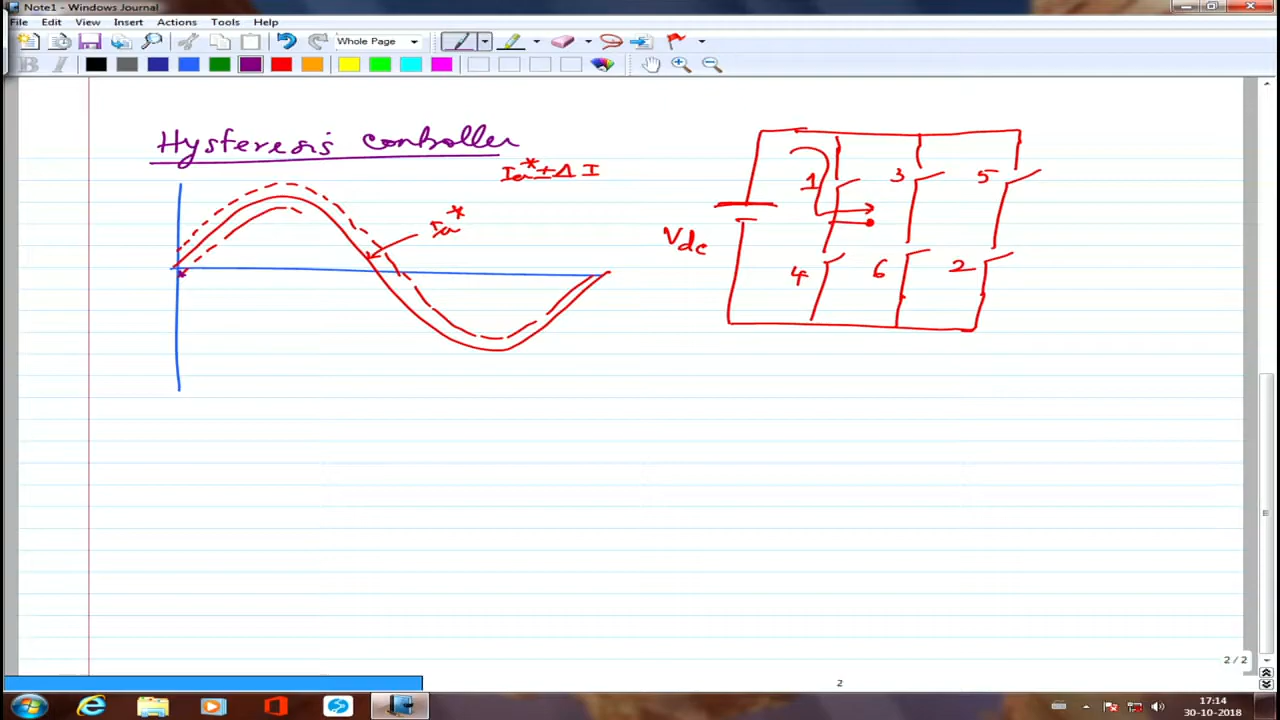 Note1 - Windows Journal
File Edit View Insert Actions Tools Help
Whole Page
B I
Hysteresis controller
Ia* ± Δ I
Ia*
1 3 5
Vdc
4 6 2
2 / 2
2
17:14
30-10-2018